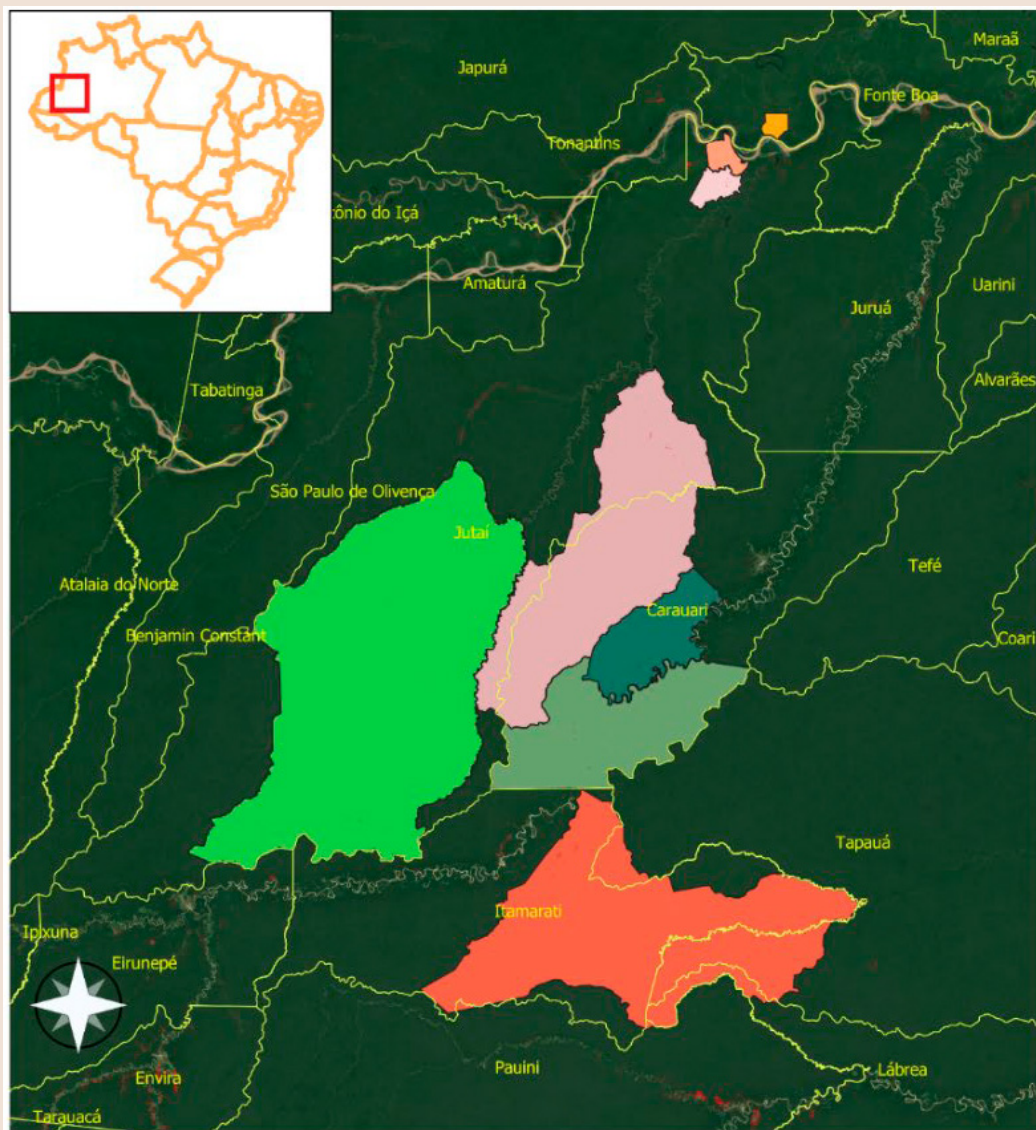 Maraã
Japurá
Fonte Boa
Tonantins
tônio do Içá
Amaturá
Uarini
Juruá
Tabatinga
Alvarães
São Paulo de Olivença
Jutaí
Tefé
Atalaia do Norte
Carauari
Benjamin Constant
Coari
Tapauá
Itamarati
Ipixuna
Eirunepé
Pauini
Lábrea
Envira
Tarauacá